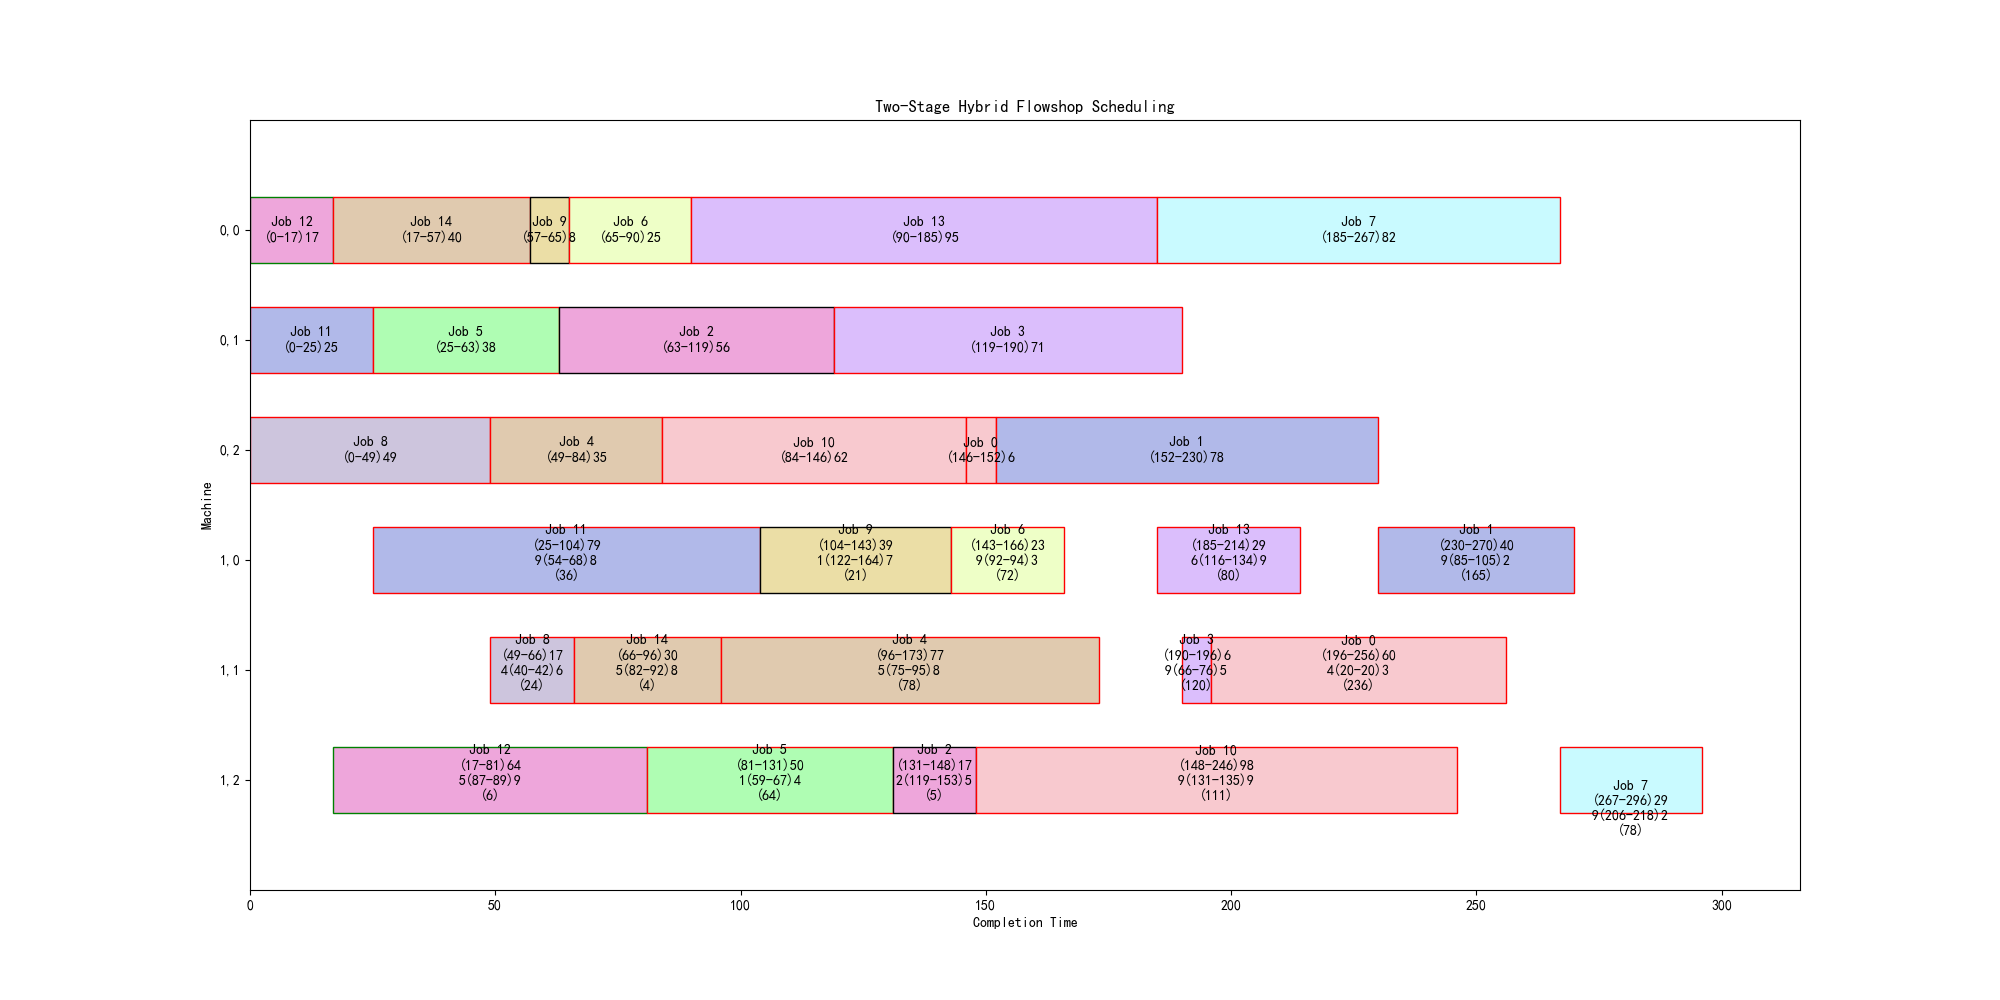 Two-Stage Hybrid Flowshop Scheduling
0,0
Job 12
(0-17)17
Job 14
(17-57)40
Job 9
(57-65)8
Job 6
(65-90)25
Job 13
(90-185)95
Job 7
(185-267)82
0,1
Job 11
(0-25)25
Job 5
(25-63)38
Job 2
(63-119)56
Job 3
(119-190)71
0,2
Job 8
(0-49)49
Job 4
(49-84)35
Job 10
(84-146)62
Job 0
(146-152)6
Job 1
(152-230)78
Machine
1,0
Job 11
(25-104)79
9(54-68)8
(36)
Job 9
(104-143)39
1(122-164)7
(21)
Job 6
(143-166)23
9(92-94)3
(72)
Job 13
(185-214)29
6(116-134)9
(80)
Job 1
(230-270)40
9(85-105)2
(165)
1,1
Job 8
(49-66)17
4(40-42)6
(24)
Job 14
(66-96)30
5(82-92)8
(4)
Job 4
(96-173)77
5(75-95)8
(78)
Job 3
(190-196)6
9(66-76)5
(120)
Job 0
(196-256)60
4(20-20)3
(236)
1,2
Job 12
(17-81)64
5(87-89)9
(6)
Job 5
(81-131)50
1(59-67)4
(64)
Job 2
(131-148)17
2(119-153)5
(5)
Job 10
(148-246)98
9(131-135)9
(111)
Job 7
(267-296)29
9(206-218)2
(78)
0
50
100
150
200
250
300
Completion Time